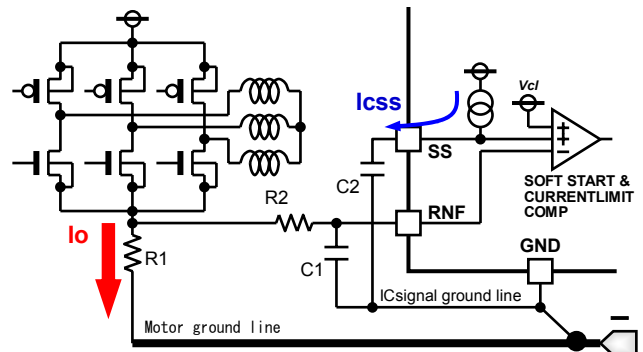 Vcl
Icss
SS
+
+
−
C2
SOFT START &
CURRENTLIMIT
COMP
R2
RNF
Io
GND
R1
C1
ICsignal ground line
−
Motor ground line